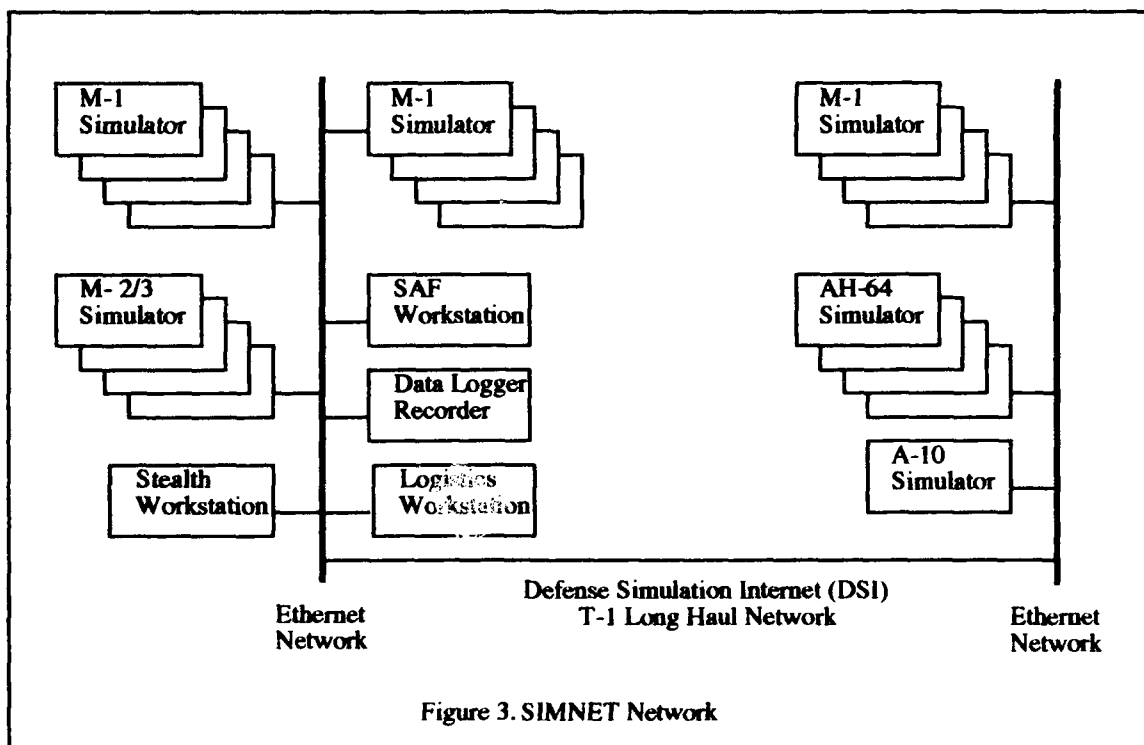 M-1
Simulator
M-1
Simulator
M-1
Simulator
M- 2/3
Simulator
SAF
Workstation
AH-64
Simulator
Data Logger
Recorder
A-10
Simulator
Stealth
Workstation
Logistics
Workstation
Defense Simulation Internet (DSI)
T-1 Long Haul Network
Ethernet
Network
Ethernet
Network
Figure 3. SIMNET Network